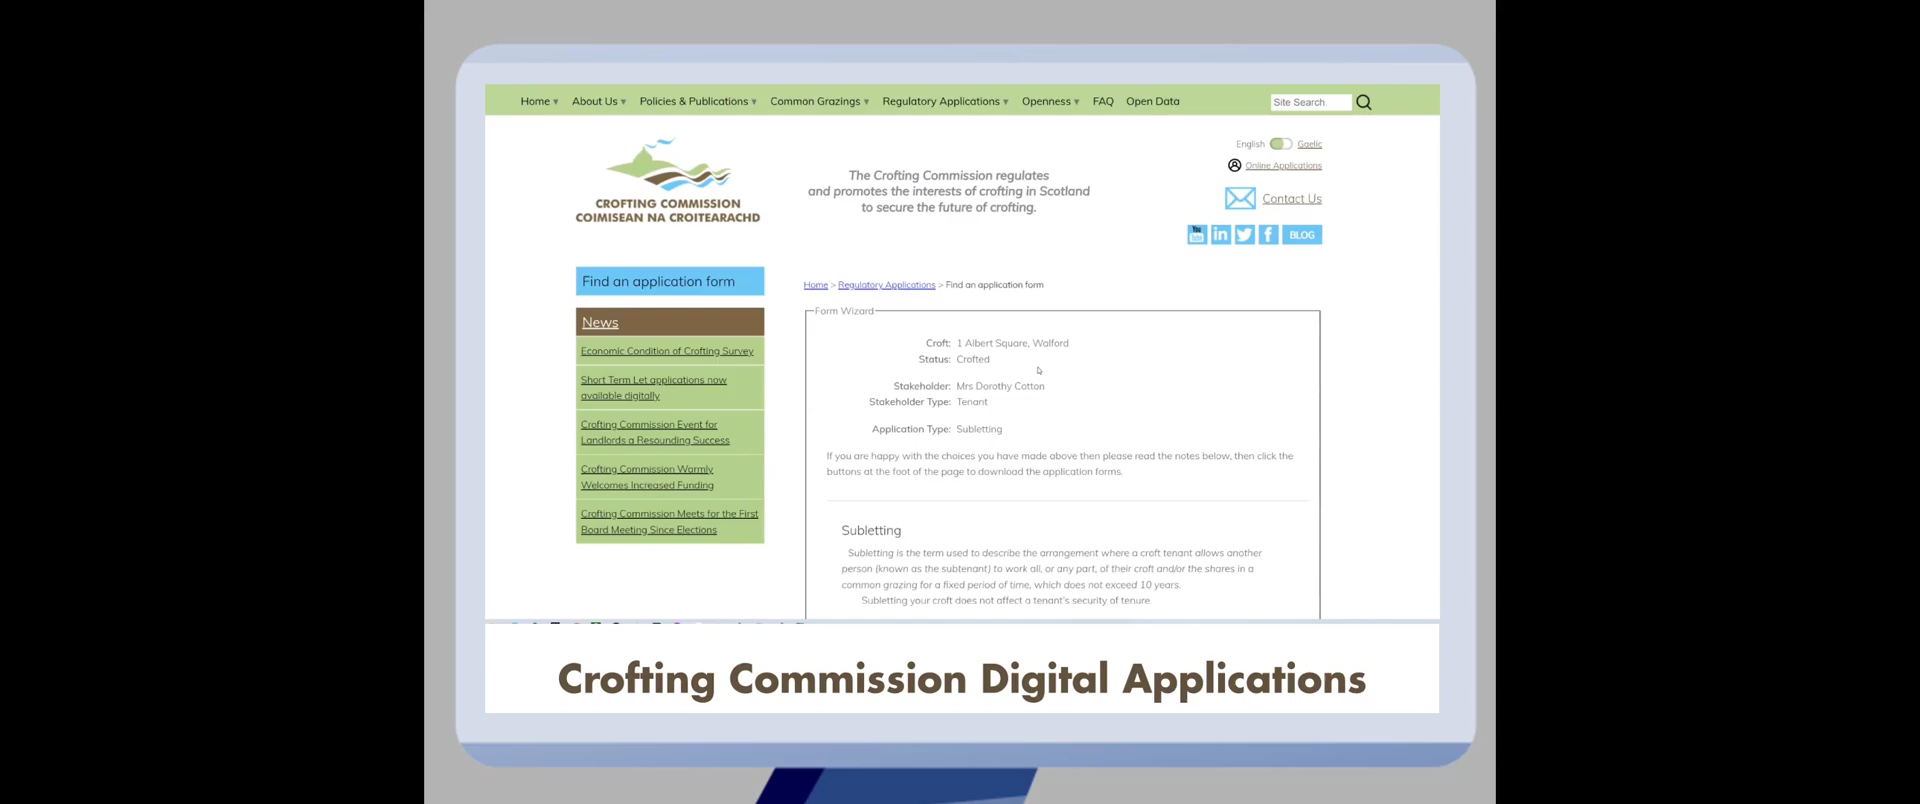 Home ▾ About Us ▾ Policies & Publications ▾ Common Grazings ▾ Regulatory Applications ▾ Openness ▾ FAQ Open Data Site Search
English Gaelic
Online Applications
Contact Us
You Tube in f BLOG
CROFTING COMMISSION
COIMISEAN NA CROITEARACHD
The Crofting Commission regulates
and promotes the interests of crofting in Scotland
to secure the future of crofting.
Find an application form
News
Economic Condition of Crofting Survey
Short Term Let applications now
available digitally
Crofting Commission Event for
Landlords a Resounding Success
Crofting Commission Warmly
Welcomes Increased Funding
Crofting Commission Meets for the First
Board Meeting Since Elections
Home > Regulatory Applications > Find an application form
Form Wizard
Croft: 1 Albert Square, Walford
Status: Crofted
Stakeholder: Mrs Dorothy Cotton
Stakeholder Type: Tenant
Application Type: Subletting
If you are happy with the choices you have made above then please read the notes below, then click the
buttons at the foot of the page to download the application forms.
Subletting
Subletting is the term used to describe the arrangement where a croft tenant allows another
person (known as the subtenant) to work all, or any part, of their croft and/or the shares in a
common grazing for a fixed period of time, which does not exceed 10 years.
Subletting your croft does not affect a tenant's security of tenure
Crofting Commission Digital Applications